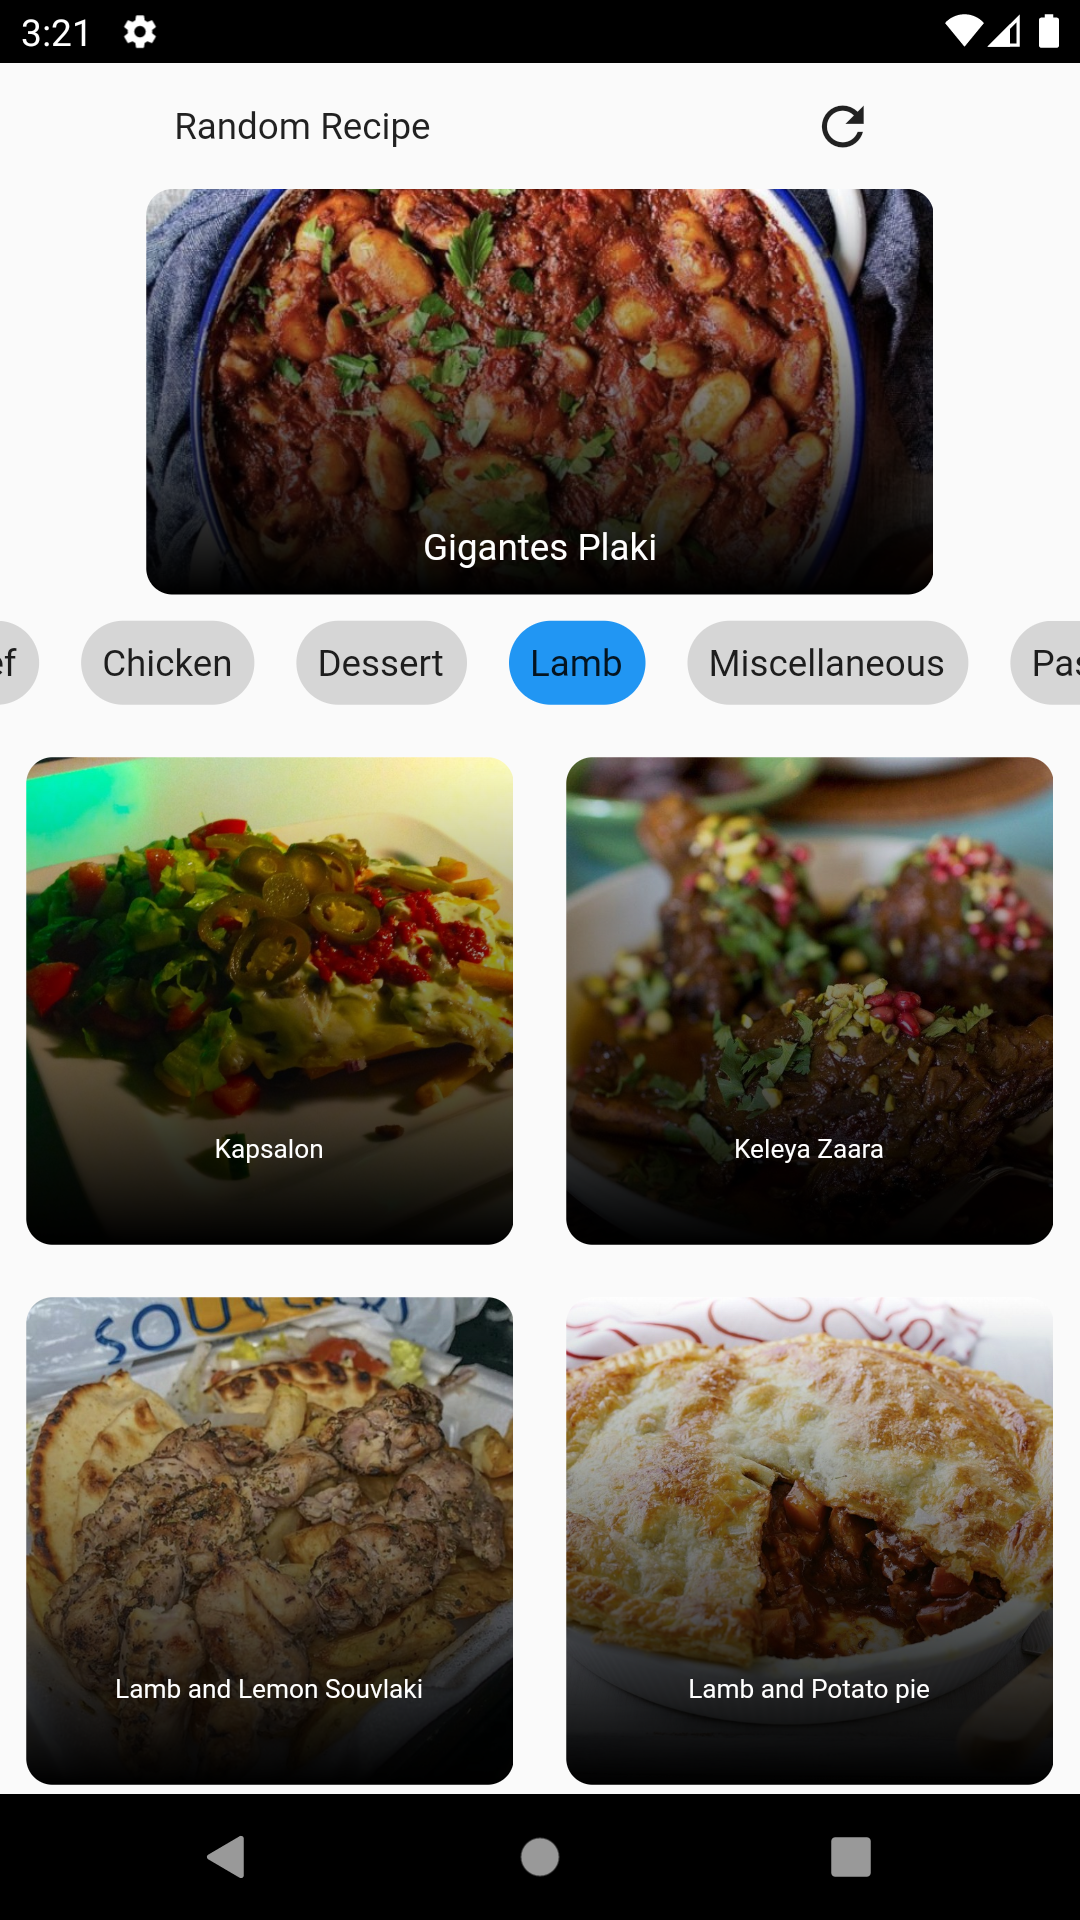 3:21
Random Recipe
Gigantes Plaki
ef Chicken Dessert Lamb Miscellaneous Pas
Kapsalon Keleya Zaara
Lamb and Lemon Souvlaki Lamb and Potato pie